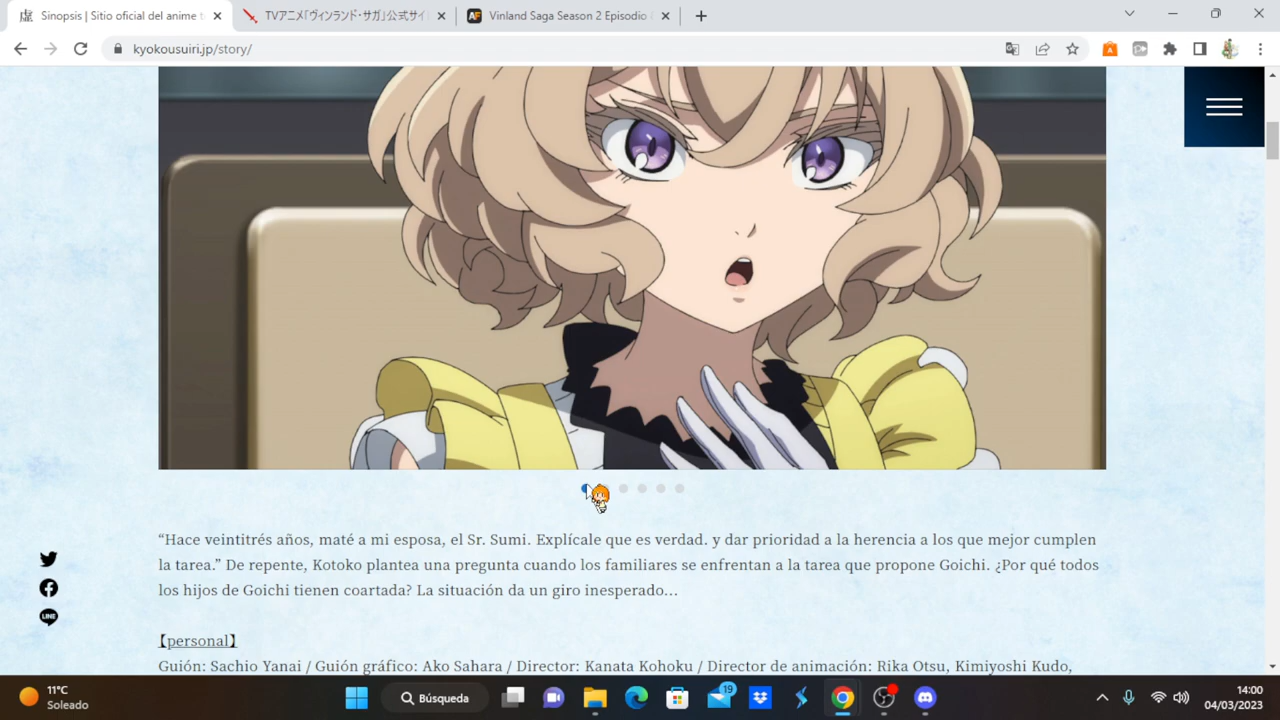 Sinopsis | Sitio oficial del anime t
TVアニメ「ヴィンランド・サガ」公式サイ
Vinland Saga Season 2 Episodio
kyokousuiri.jp/story/
“Hace veintitrés años, maté a mi esposa, el Sr. Sumi. Explícale que es verdad. y dar prioridad a la herencia a los que mejor cumplen
la tarea.” De repente, Kotoko plantea una pregunta cuando los familiares se enfrentan a la tarea que propone Goichi. ¿Por qué todos
los hijos de Goichi tienen coartada? La situación da un giro inesperado…
LINE
【personal】
Guión: Sachio Yanai / Guión gráfico: Ako Sahara / Director: Kanata Kohoku / Director de animación: Rika Otsu, Kimiyoshi Kudo,
11°C
Soleado
Búsqueda
19
14:00
04/03/2023